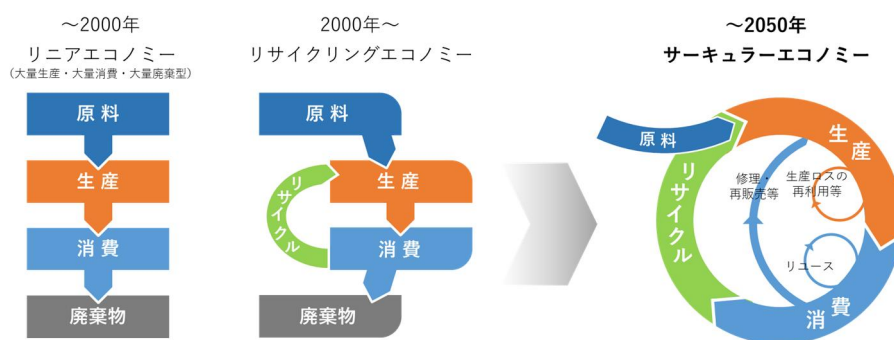 ～2000年
リニアエコノミー
（大量生産・大量消費・大量廃棄型）
原料
生産
消費
廃棄物
2000年～
リサイクリングエコノミー
原料
生産
リサイクル
消費
廃棄物
～2050年
サーキュラーエコノミー
原料
生産
修理・
再販売等
生産ロスの
再利用等
リサイクル
リユース
消費